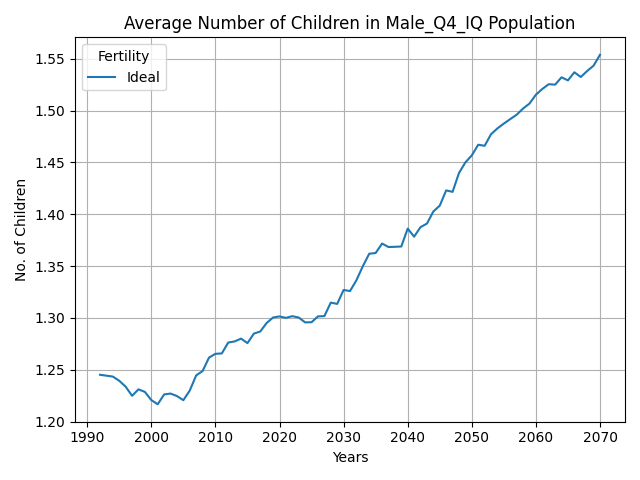 Average Number of Children in Male_Q4_IQ Population
Fertility
Ideal
No. of Children
1.55
1.50
1.45
1.40
1.35
1.30
1.25
1.20
1990 2000 2010 2020 2030 2040 2050 2060 2070
Years